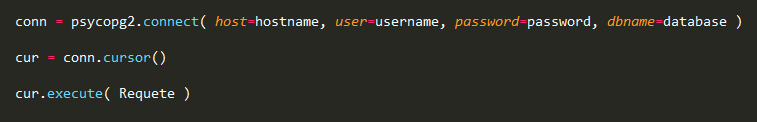 conn = psycopg2.connect( host=hostname, user=username, password=password, dbname=database )
cur = conn.cursor()
cur.execute( Requete )